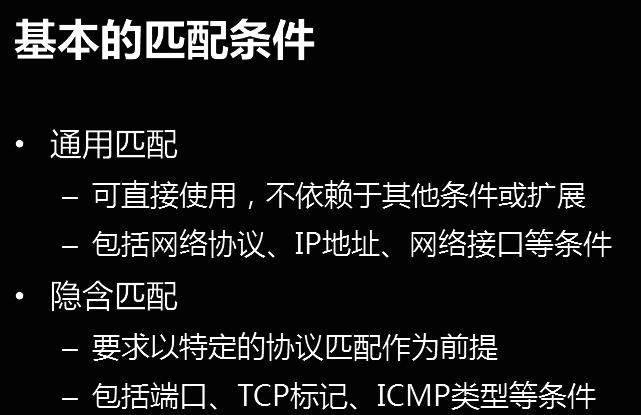 基本的匹配条件
• 通用匹配
– 可直接使用，不依赖于其他条件或扩展
– 包括网络协议、IP地址、网络接口等条件
• 隐含匹配
– 要求以特定的协议匹配作为前提
– 包括端口、TCP标记、ICMP类型等条件